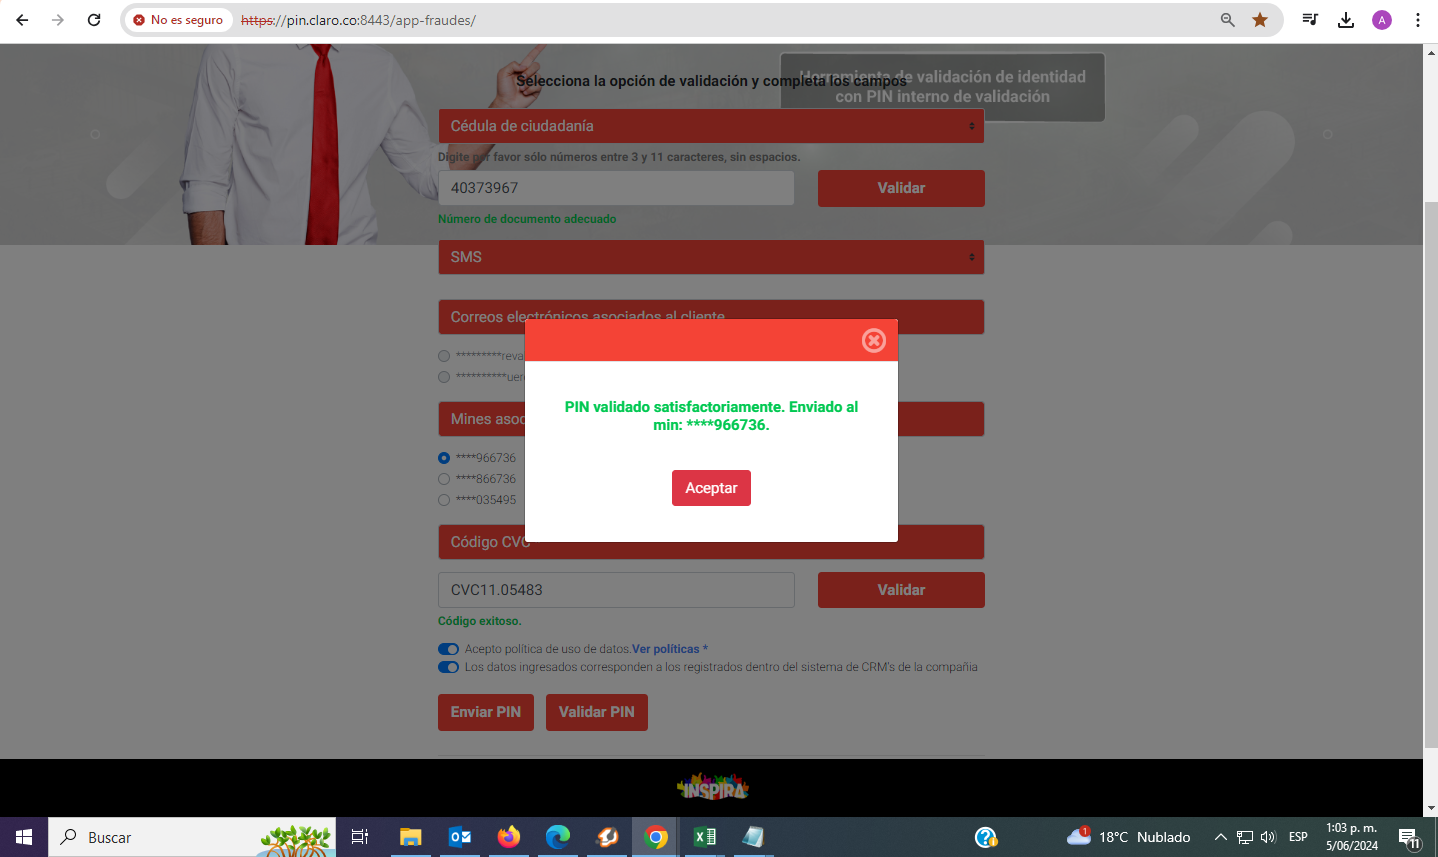 No es seguro
https://pin.claro.co:8443/app-fraudes/
A
Herramienta de validación de identidad
con PIN interno de validación
Selecciona la opción de validación y completa los campos
Cédula de ciudadanía
Digite por favor sólo números entre 3 y 11 caracteres, sin espacios.
40373967
Validar
Número de documento adecuado
SMS
Correos electrónicos asociados al cliente
*********reva
**********uer
PIN validado satisfactoriamente. Enviado al
min: ****966736.
Aceptar
Mines asoc
****966736
****866736
****035495
Código CVC
CVC11.05483
Validar
Código exitoso.
Acepto política de uso de datos.Ver políticas *
Los datos ingresados corresponden a los registrados dentro del sistema de CRM's de la compañia
Enviar PIN
Validar PIN
INSPIRA
Buscar
1
18°C Nublado
ESP
1:03 p. m.
5/06/2024
11